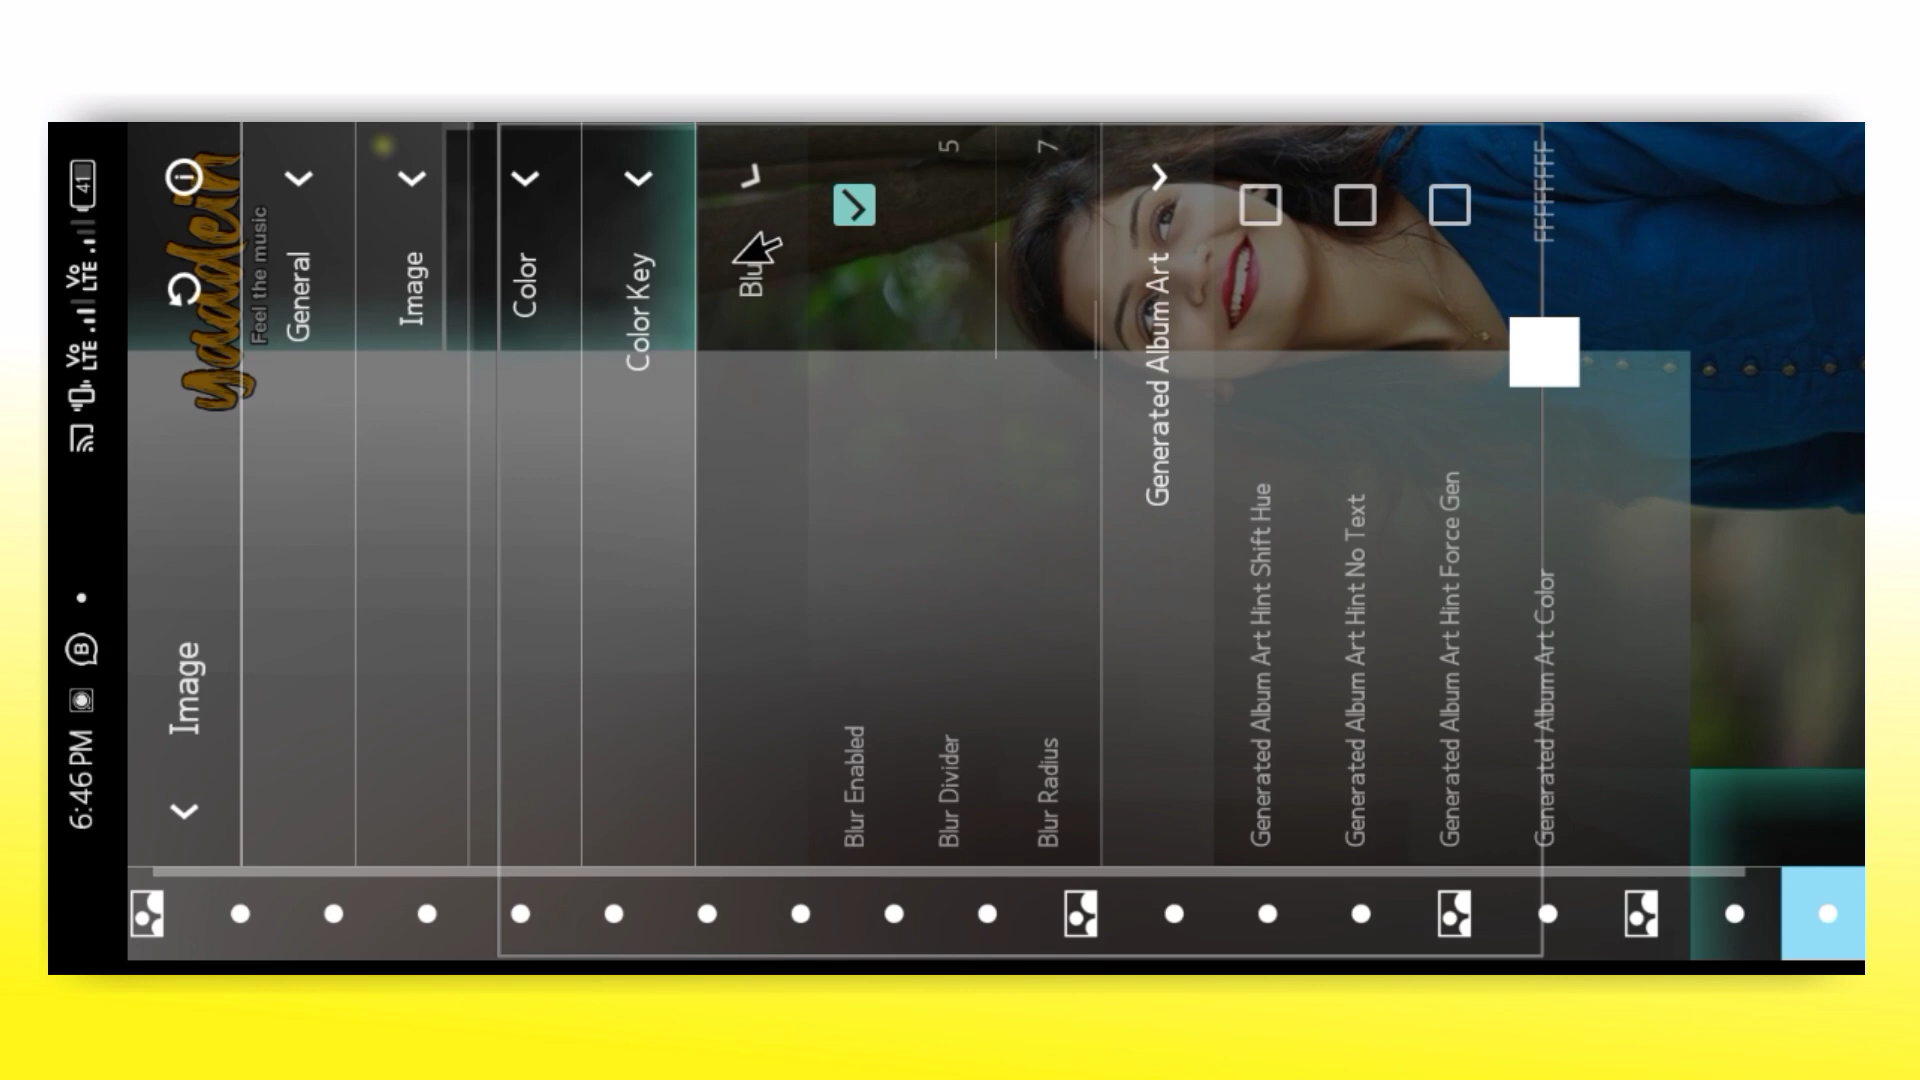 6:46 PM
B
Vo LTE
Vo LTE
41
Image
yaadein
Feel the music
General
Image
Color
Color Key
Blu
Blur Enabled
Blur Divider 5
Blur Radius 7
Generated Album Art
Generated Album Art Hint Shift Hue
Generated Album Art Hint No Text
Generated Album Art Hint Force Gen
Generated Album Art Color FFFFFFFF